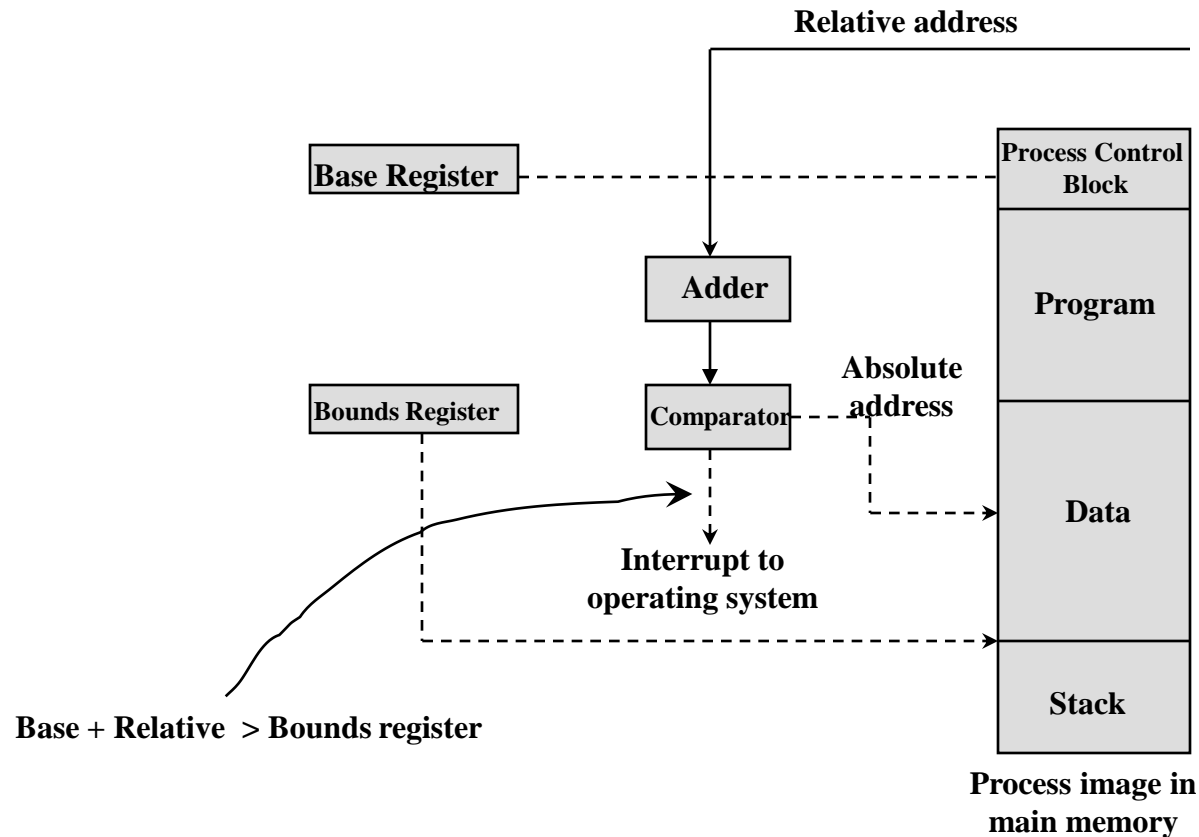 Relative address
Process Control
Block
Base Register
Adder
Program
Absolute
address
Bounds Register
Comparator
Data
Interrupt to
operating system
Stack
Base + Relative > Bounds register
Process image in
main memory